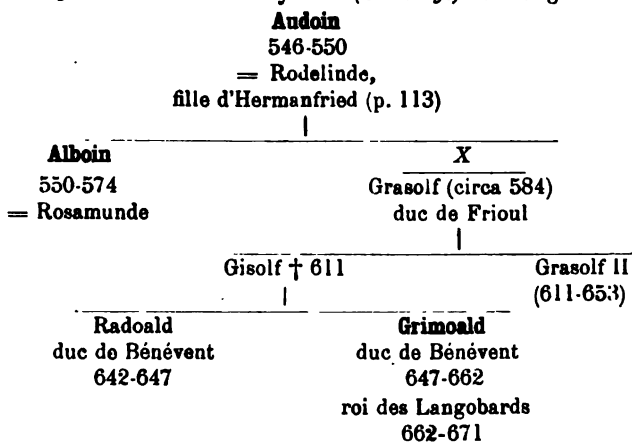 Audoin
546-550
= Rodelinde,
fille d'Hermanfried (p. 113)
Alboin X
550-574 Grasolf (circa 584)
= Rosamunde duc de Frioul
Gisolf † 611 Grasolf II
(611-653)
Radoald Grimoald
duc de Bénévent duc de Bénévent
642-647 647-662
roi des Langobards
662-671